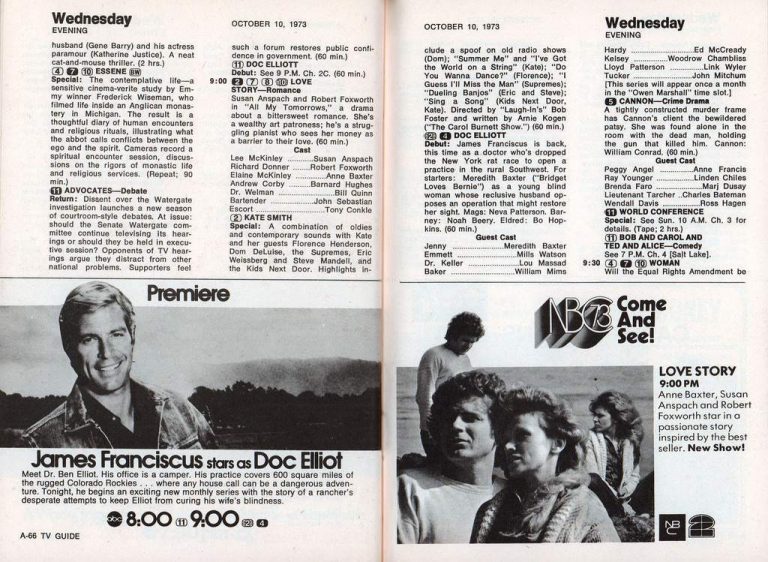 Wednesday
EVENING
OCTOBER 10, 1973
husband (Gene Barry) and his actress
paramour (Katherine Justice). A neat
cat-and-mouse thriller. (2 hrs.)
4 7 10 ESSENE BW
Special: The contemplative life—a
sensitive cinema-verite study by Em-
my winner Frederick Wiseman, who
filmed life inside an Anglican monas-
tery in Michigan. The result is a
thoughtful diary of human encounters
and religious rituals, illustrating what
the abbot calls conflicts between the
ego and the spirit. Cameras record a
spiritual encounter session, discus-
sions on the rigors of monastic life
and religious services. (Repeat; 90
min.)
11 ADVOCATES—Debate
Return: Dissent over the Watergate
investigation launches a new season
of courtroom-style debates. At issue:
should the Senate Watergate com-
mittee continue televising its hear-
ings or should they be held in execu-
tive session? Opponents of TV hear-
ings argue they distract from other
national problems. Supporters feel
such a forum restores public confi-
dence in government. (60 min.)
11 DOC ELLIOTT
Debut: See 9 P.M. Ch. 2C. (60 min.)
9:00 2 7 8 10 LOVE
STORY—Romance
Susan Anspach and Robert Foxworth
in "All My Tomorrows," a drama
about a bittersweet romance. She's
a wealthy art patroness; he's a strug-
gling pianist who sees her money as
a barrier to their love. (60 min.)
Cast
Lee McKinley ..........Susan Anspach
Richard Donner .....Robert Foxworth
Elaine McKinley ..........Anne Baxter
Andrew Corby .......Barnard Hughes
Dr. Welman ....................Bill Quinn
Bartender .................John Sebastian
Escort ............................Tony Conkle
2 KATE SMITH
Special: A combination of oldies
and contemporary sounds with Kate
and her guests Florence Henderson,
Dom DeLuise, the Supremes, Eric
Weissberg and Steve Mandell, and
the Kids Next Door. Highlights in-
Premiere
James Franciscus stars as Doc Elliot
Meet Dr. Ben Elliot. His office is a camper. His practice covers 600 square miles of
the rugged Colorado Rockies . . . where any house call can be a dangerous adven-
ture. Tonight, he begins an exciting new monthly series with the story of a rancher's
desperate attempts to keep Elliot from curing his wife's blindness.
abc 8:00 11 9:00 2C 4
A-66 TV GUIDE
OCTOBER 10, 1973
Wednesday
EVENING
clude a spoof on old radio shows
(Dom); "Summer Me" and "I've Got
the World on a String" (Kate); "Do
You Wanna Dance?" (Florence); "I
Guess I'll Miss the Man" (Supremes);
"Dueling Banjos" (Eric and Steve);
"Sing a Song" (Kids Next Door,
Kate). Directed by "Laugh-In's" Bob
Foster and written by Arnie Kogen
("The Carol Burnett Show.") (60 min.)
2C 4 DOC ELLIOTT
Debut: James Franciscus is back,
this time as a doctor who's dropped
the New York rat race to open a
practice in the rural Southwest. For
starters: Meredith Baxter ("Bridget
Loves Bernie") as a young blind
woman whose reclusive husband op-
poses an operation that might restore
her sight. Mags: Neva Patterson. Bar-
ney: Noah Beery. Eldred: Bo Hop-
kins. (60 min.)
Guest Cast
Jenny ....................Meredith Baxter
Emmett .........................Mills Watson
Dr. Keller .....................Lou Massad
Baker ......................William Mims
Hardy ........................Ed McCready
Kelsey ..............Woodrow Chambliss
Lloyd Patterson ............Link Wyler
Tucker ......................John Mitchum
[This series will appear once a month
in the "Owen Marshall" time slot.]
5 CANNON—Crime Drama
A tightly constructed murder frame
has Cannon's client the bewildered
patsy. She was found alone in the
room with the dead man, holding
the gun that killed him. Cannon:
William Conrad. (60 min.)
Guest Cast
Peggy Angel ..............Anne Francis
Ray Younger .............Linden Chiles
Brenda Faro ................Marj Dusay
Lieutenant Tarcher ..Charles Bateman
Wendall Davis .............Ross Hagen
11 WORLD CONFERENCE
Special: See Sun. 10 A.M. Ch. 3 for
details. (Tape; 2 hrs.)
11 BOB AND CAROL AND
TED AND ALICE—Comedy
See 7 P.M. Ch. 4 [Salt Lake].
9:30 4 7 10 WOMAN
Will the Equal Rights Amendment be
NBC 73
Come
And
See!
LOVE STORY
9:00 PM
Anne Baxter, Susan
Anspach and Robert
Foxworth star in a
passionate story
inspired by the best
seller. New Show!
NBC 2